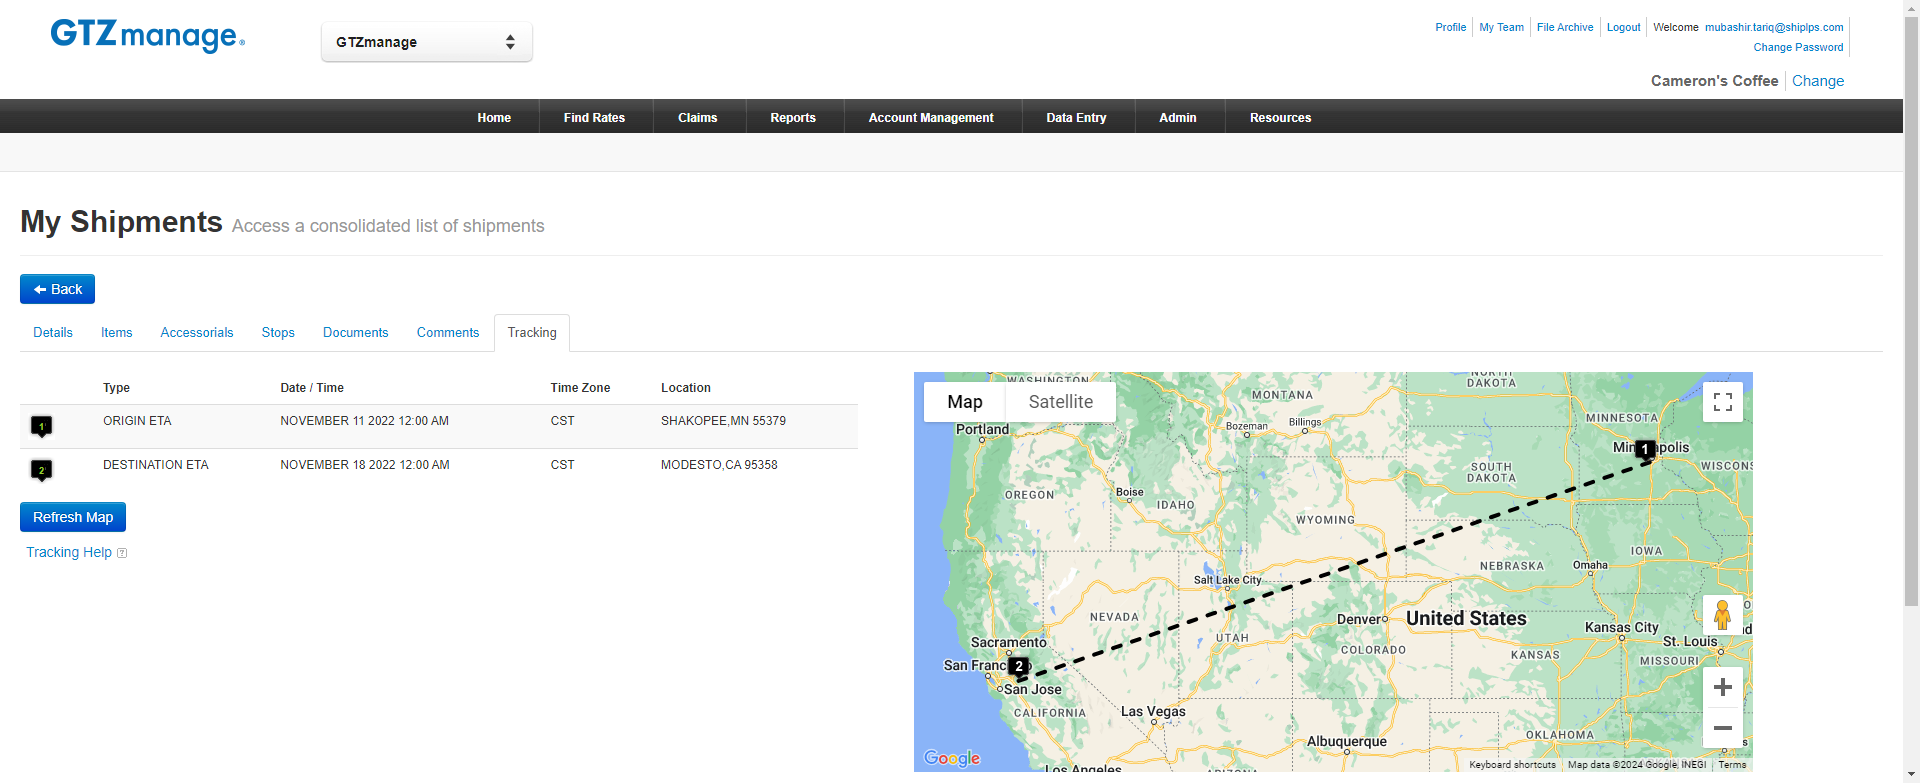 GTZmanage®
GTZmanage
Profile My Team File Archive Logout Welcome mubashir.tariq@shiplps.com
Change Password
Cameron's Coffee Change
Home Find Rates Claims Reports Account Management Data Entry Admin Resources
My Shipments Access a consolidated list of shipments
Back
Details Items Accessorials Stops Documents Comments Tracking
Type Date / Time Time Zone Location
1 ORIGIN ETA NOVEMBER 11 2022 12:00 AM CST SHAKOPEE,MN 55379
2 DESTINATION ETA NOVEMBER 18 2022 12:00 AM CST MODESTO,CA 95358
Refresh Map
Tracking Help ?
Map Satellite
WASHINGTON
NORTH
DAKOTA
MONTANA
Portland
Bozeman
Billings
MINNESOTA
1
SOUTH
DAKOTA
Boise
OREGON
IDAHO
WYOMING
IOWA
NEBRASKA
Omaha
Salt Lake City
NEVADA
UTAH
Denver
United States
COLORADO
Kansas City
St. Louis
KANSAS
MISSOURI
Sacramento
2
San Jose
CALIFORNIA
Las Vegas
Albuquerque
OKLAHOMA
Los Angeles
ARIZONA
Google
Keyboard shortcuts Map data ©2024 Google, INEGI Terms